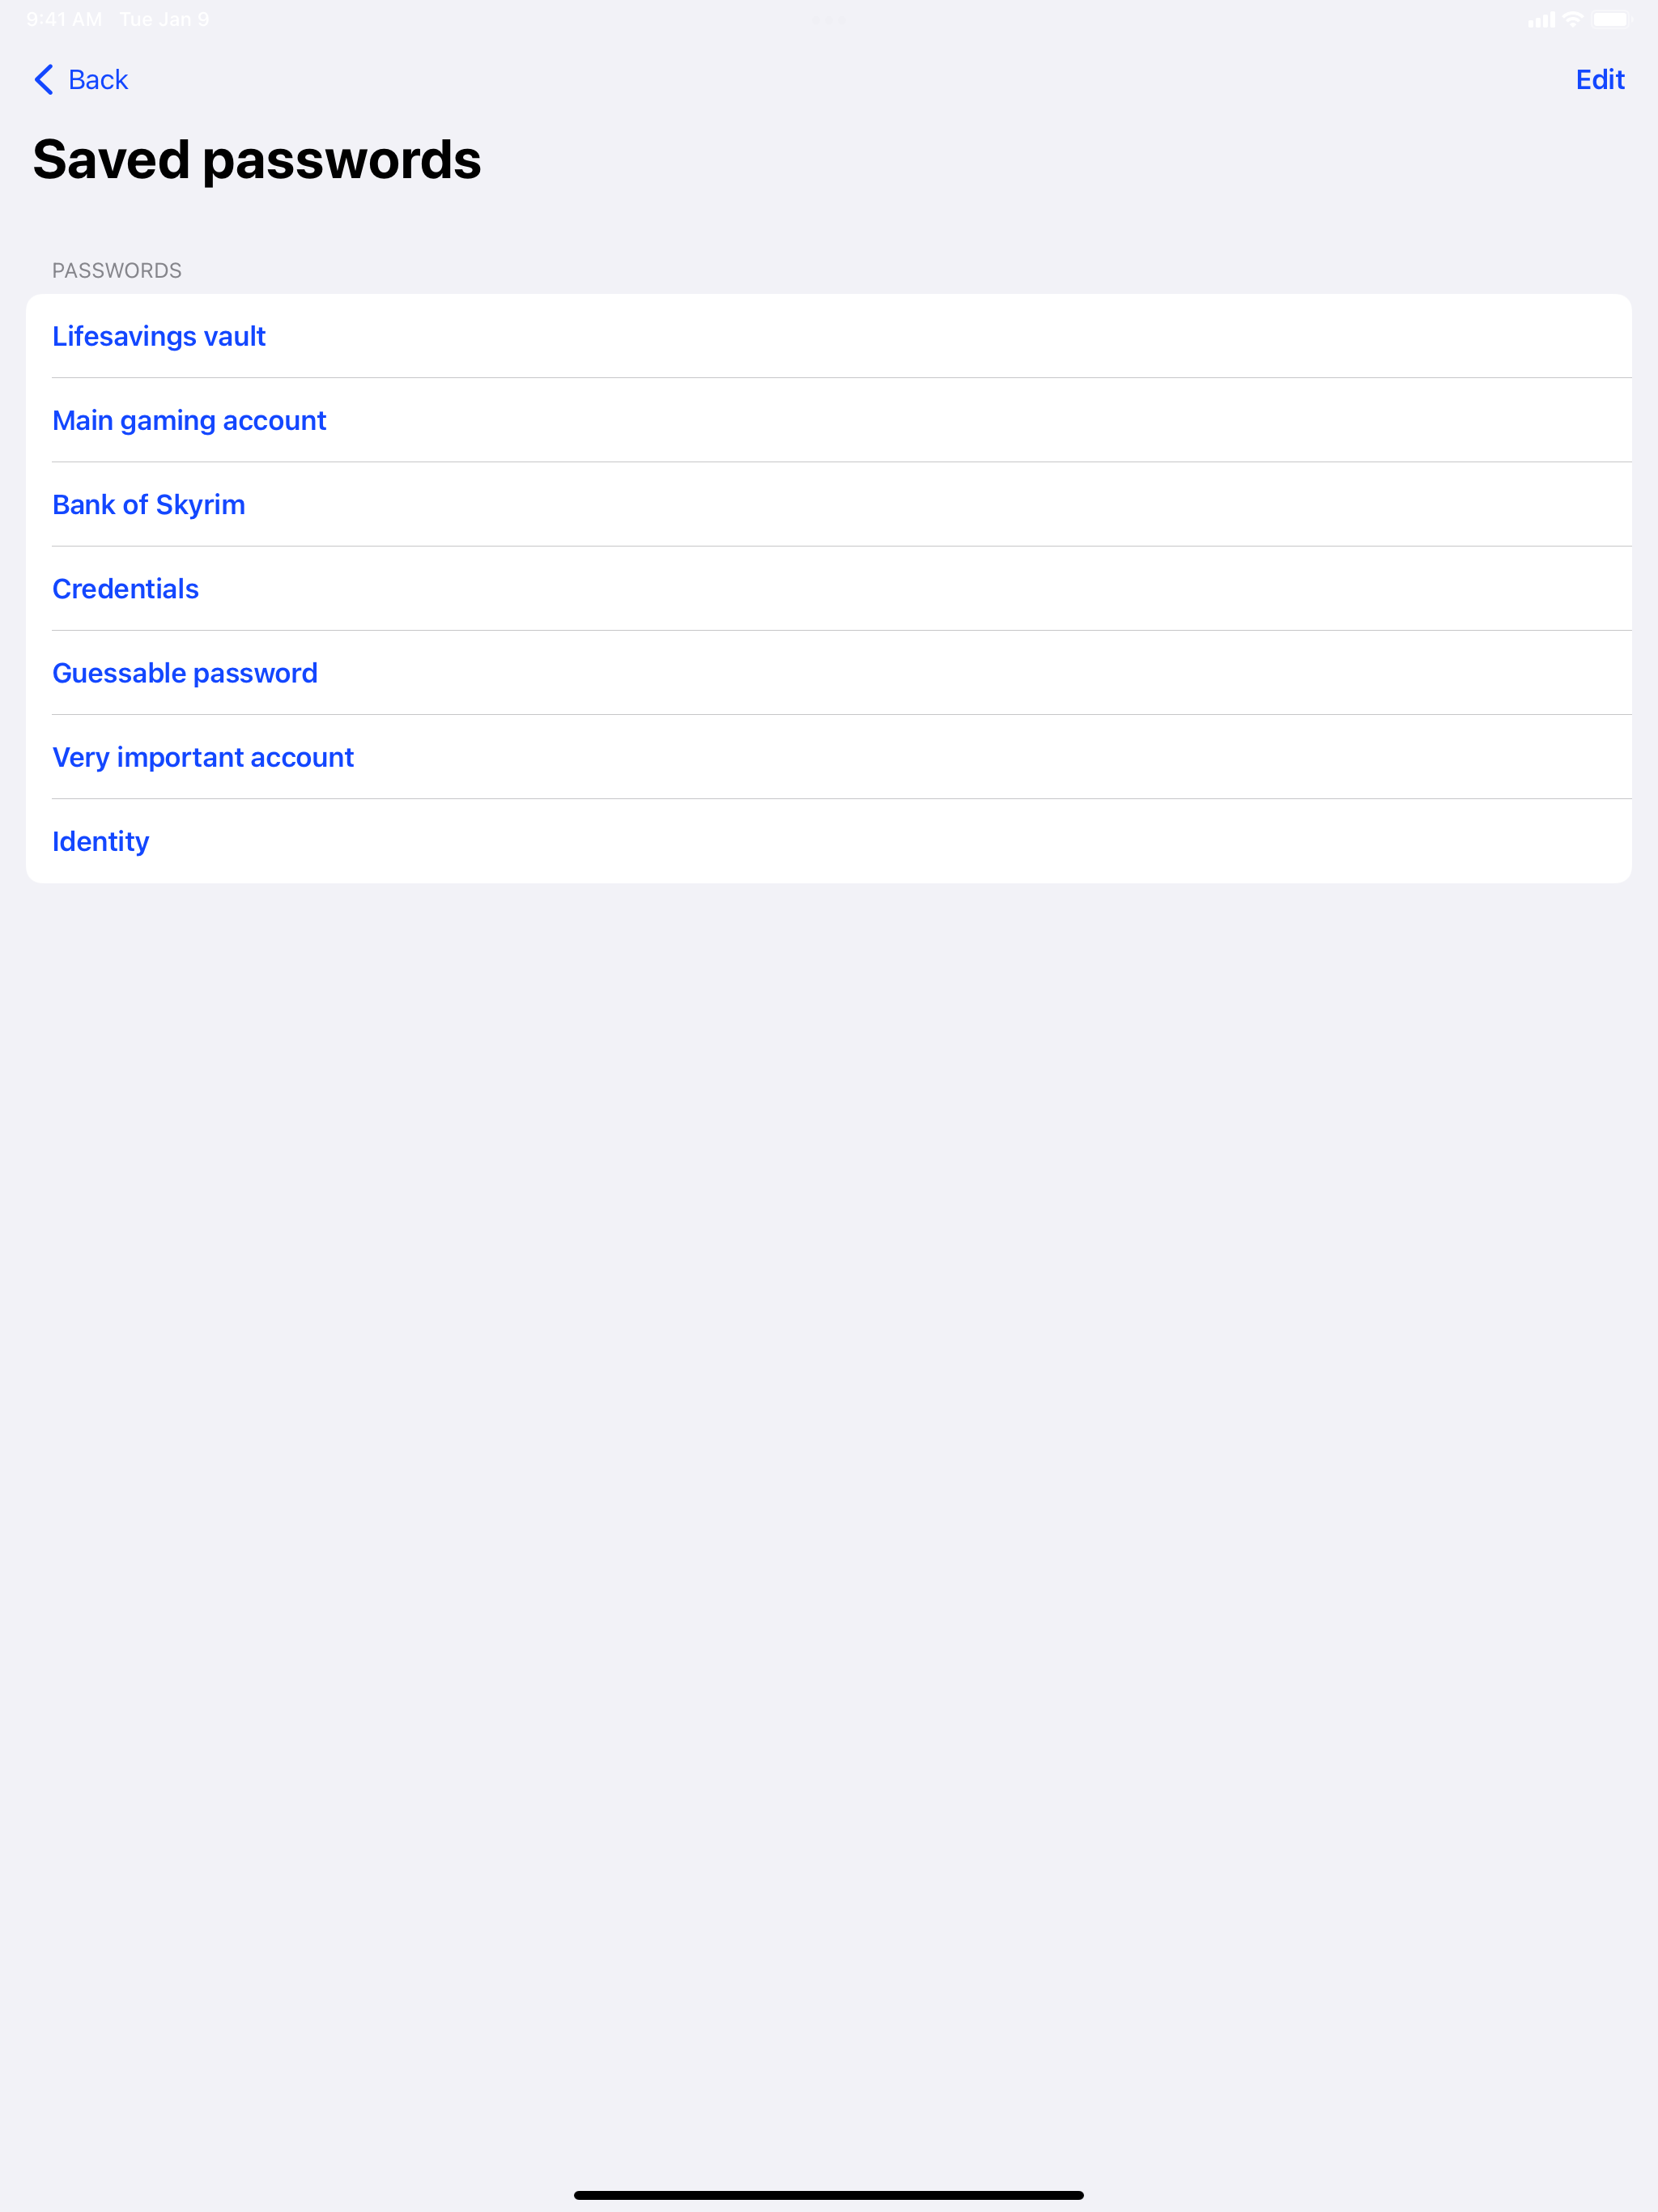 9:41 AM Tue Jan 9
Back
Edit
Saved passwords
PASSWORDS
Lifesavings vault
Main gaming account
Bank of Skyrim
Credentials
Guessable password
Very important account
Identity